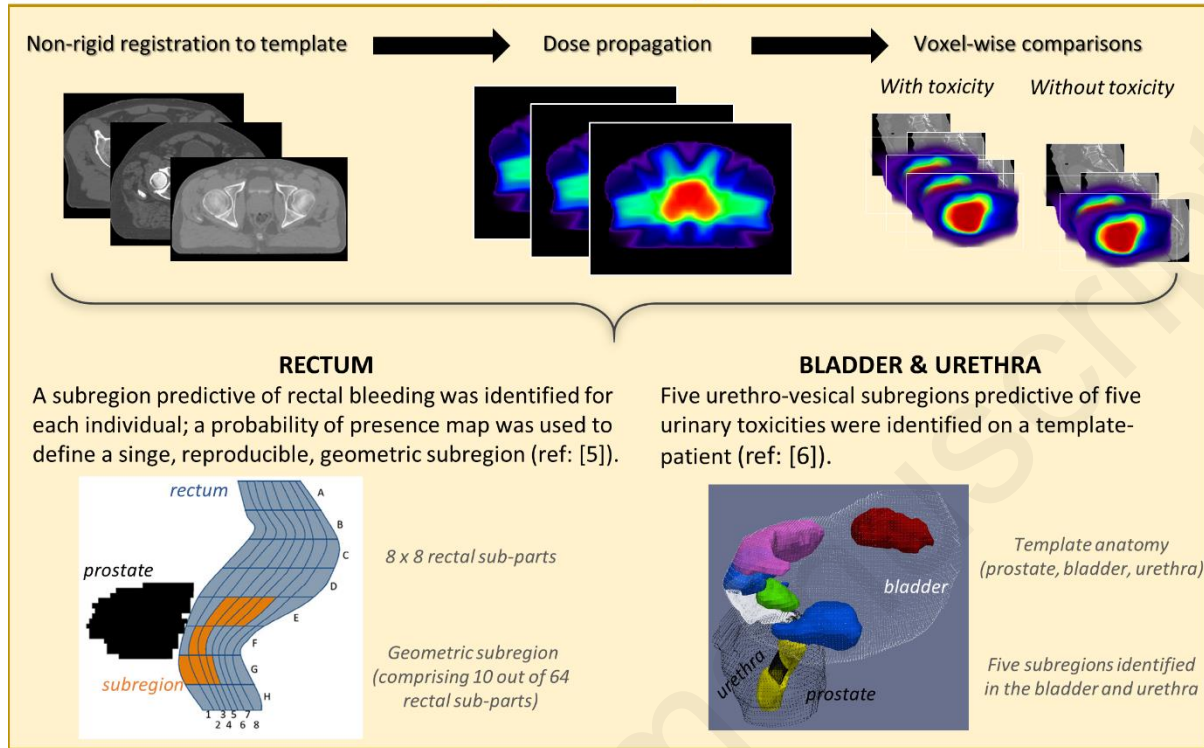 Non-rigid registration to template
Dose propagation
Voxel-wise comparisons
With toxicity
Without toxicity
RECTUM
A subregion predictive of rectal bleeding was identified for
each individual; a probability of presence map was used to
define a singe, reproducible, geometric subregion (ref: [5]).
rectum
A
B
C
D
E
F
G
H
prostate
subregion
1 3 5 7
2 4 6 8
8 x 8 rectal sub-parts
Geometric subregion
(comprising 10 out of 64
rectal sub-parts)
BLADDER & URETHRA
Five urethro-vesical subregions predictive of five
urinary toxicities were identified on a template-
patient (ref: [6]).
bladder
urethra
prostate
Template anatomy
(prostate, bladder, urethra)
Five subregions identified
in the bladder and urethra